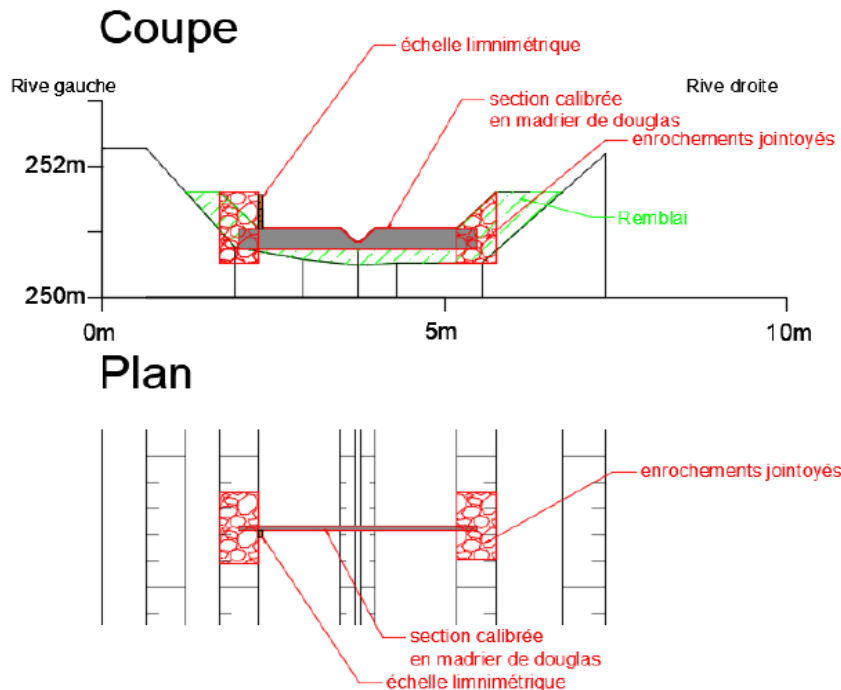 Coupe
échelle limnimétrique
Rive gauche
Rive droite
section calibrée
en madrier de douglas
enrochements jointoyés
252m
Remblai
250m
0m
5m
10m
Plan
enrochements jointoyés
section calibrée
en madrier de douglas
échelle limnimétrique